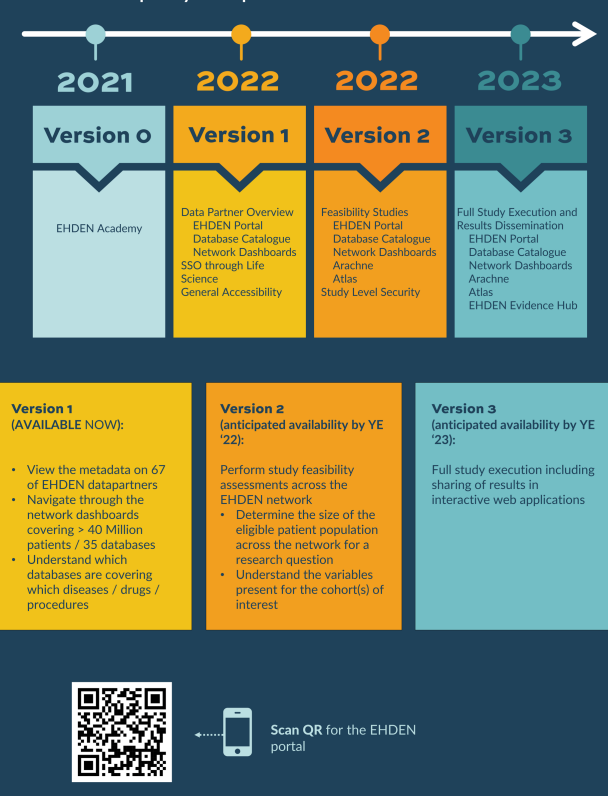 2021
2022
2022
2023
Version 0
Version 1
Version 2
Version 3
EHDEN Academy
Data Partner Overview
EHDEN Portal
Database Catalogue
Network Dashboards
SSO through Life
Science
General Accessibility
Feasibility Studies
EHDEN Portal
Database Catalogue
Network Dashboards
Arachne
Atlas
Study Level Security
Full Study Execution and
Results Dissemination
EHDEN Portal
Database Catalogue
Network Dashboards
Arachne
Atlas
EHDEN Evidence Hub
Version 1
(AVAILABLE NOW):
• View the metadata on 67
of EHDEN datapartners
• Navigate through the
network dashboards
covering > 40 Million
patients / 35 databases
• Understand which
databases are covering
which diseases / drugs /
procedures
Version 2
(anticipated availability by YE
‘22):
Perform study feasibility
assessments across the
EHDEN network
• Determine the size of the
eligible patient population
across the network for a
research question
• Understand the variables
present for the cohort(s) of
interest
Version 3
(anticipated availability by YE
‘23):
Full study execution including
sharing of results in
interactive web applications
Scan QR for the EHDEN
portal